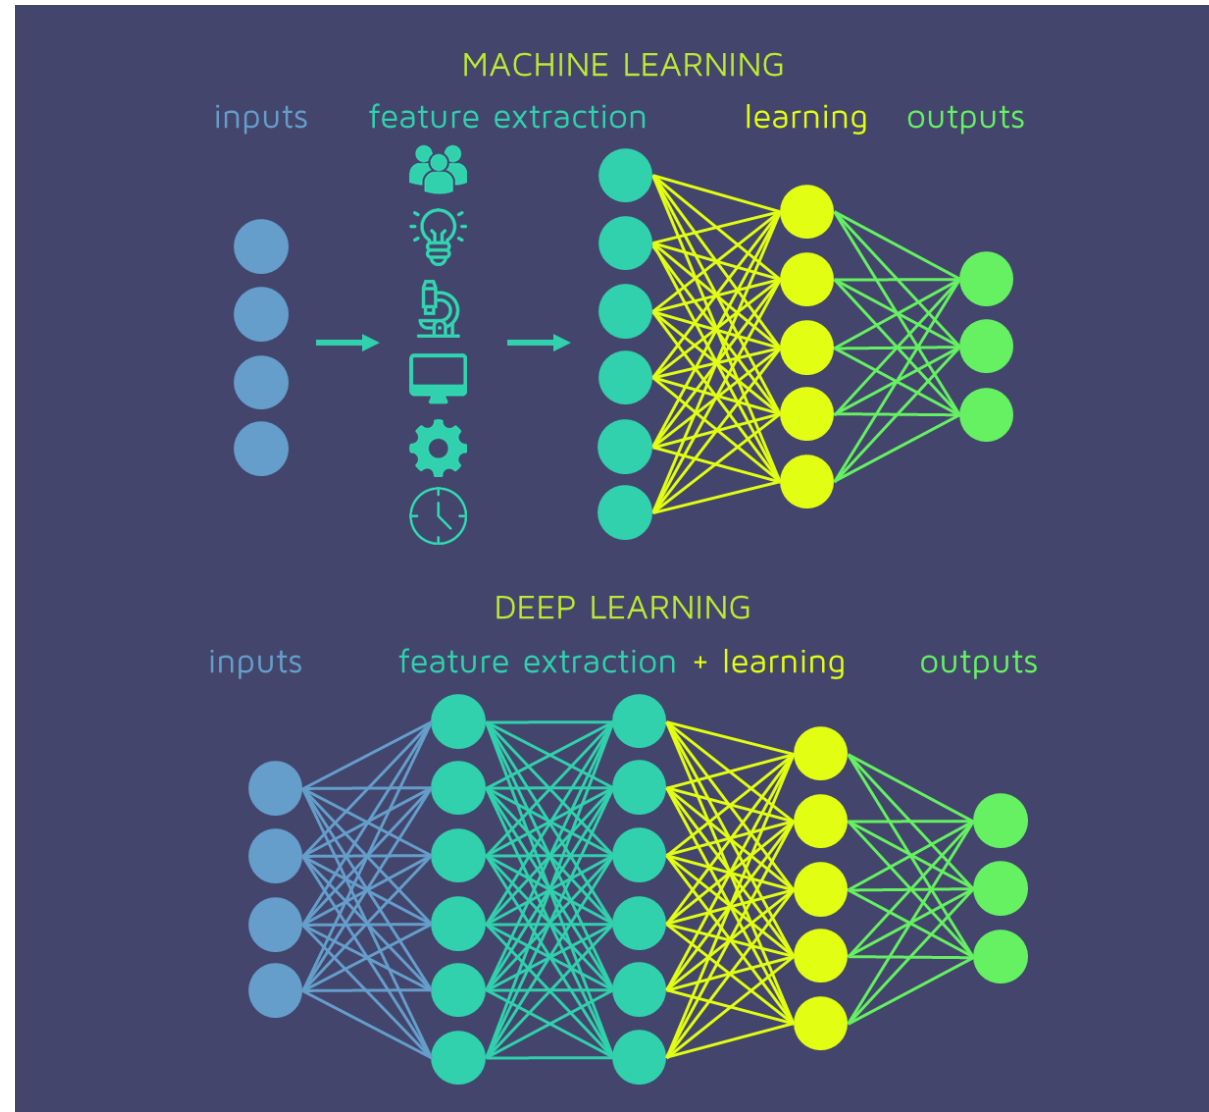 MACHINE LEARNING
inputs feature extraction learning outputs
DEEP LEARNING
inputs feature extraction + learning outputs